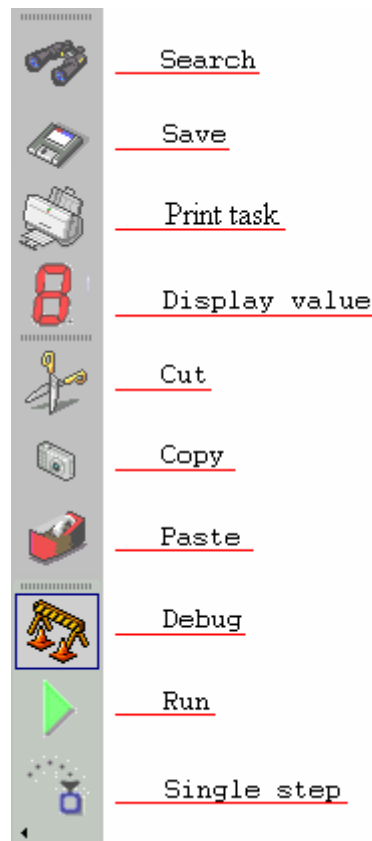 Search
Save
Print task
Display value
Cut
Copy
Paste
Debug
Run
Single step